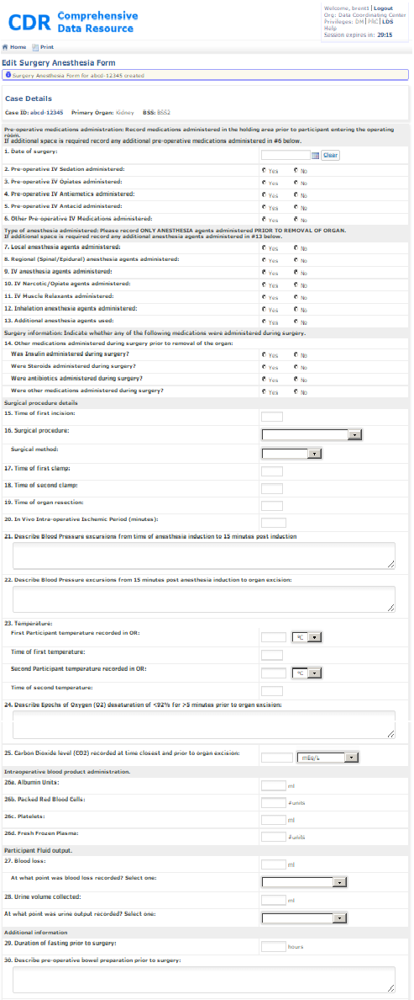 CDR Comprehensive
Data Resource
Welcome, brent1 | Logout
Org: Data Coordinating Center
Privileges: DM | PRC | LDS
Help
Session expires in: 29:15
Home Print
Edit Surgery Anesthesia Form
Surgery Anesthesia Form for abcd-12345 created
Case Details
Case ID: abcd-12345 Primary Organ: Kidney BSS: BSS2
Pre-operative medications administration: Record medications administered in the holding area prior to participant entering the operating
room.
If additional space is required record any additional pre-operative medications administered in #6 below.
1. Date of surgery: Clear
2. Pre-operative IV Sedation administered: Yes No
3. Pre-operative IV Opiates administered: Yes No
4. Pre-operative IV Antiemetics administered: Yes No
5. Pre-operative IV Antacid administered: Yes No
6. Other Pre-operative IV Medications administered: Yes No
Type of anesthesia administered: Please record ONLY ANESTHESIA agents administered PRIOR TO REMOVAL OF ORGAN.
If additional space is required record any additional anesthesia agents administered in #13 below.
7. Local anesthesia agents administered: Yes No
8. Regional (Spinal/Epidural) anesthesia agents administered: Yes No
9. IV anesthesia agents administered: Yes No
10. IV Narcotic/Opiate agents administered: Yes No
11. IV Muscle Relaxants administered: Yes No
12. Inhalation anesthesia agents administered: Yes No
13. Additional anesthesia agents used: Yes No
Surgery information: Indicate whether any of the following medications were administered during surgery.
14. Other medications administered during surgery prior to removal of the organ:
Was Insulin administered during surgery? Yes No
Were Steroids administered during surgery? Yes No
Were antibiotics administered during surgery? Yes No
Were other medications administered during surgery? Yes No
Surgical procedure details
15. Time of first incision:
16. Surgical procedure:
Surgical method:
17. Time of first clamp:
18. Time of second clamp:
19. Time of organ resection:
20. In Vivo Intra-operative Ischemic Period (minutes):
21. Describe Blood Pressure excursions from time of anesthesia induction to 15 minutes post induction
22. Describe Blood Pressure excursions from 15 minutes post anesthesia induction to organ excision:
23. Temperature:
First Participant temperature recorded in OR: °C
Time of first temperature:
Second Participant temperature recorded in OR: °C
Time of second temperature:
24. Describe Epochs of Oxygen (O2) desaturation of <92% for >5 minutes prior to organ excision:
25. Carbon Dioxide level (CO2) recorded at time closest and prior to organ excision: mEq/L
Intraoperative blood product administration.
26a. Albumin Units: ml
26b. Packed Red Blood Cells: #units
26c. Platelets: ml
26d. Fresh Frozen Plasma: #units
Participant Fluid output.
27. Blood loss: ml
At what point was blood loss recorded? Select one:
28. Urine volume collected: ml
At what point was urine output recorded? Select one:
Additional information
29. Duration of fasting prior to surgery: hours
30. Describe pre-operative bowel preparation prior to surgery: